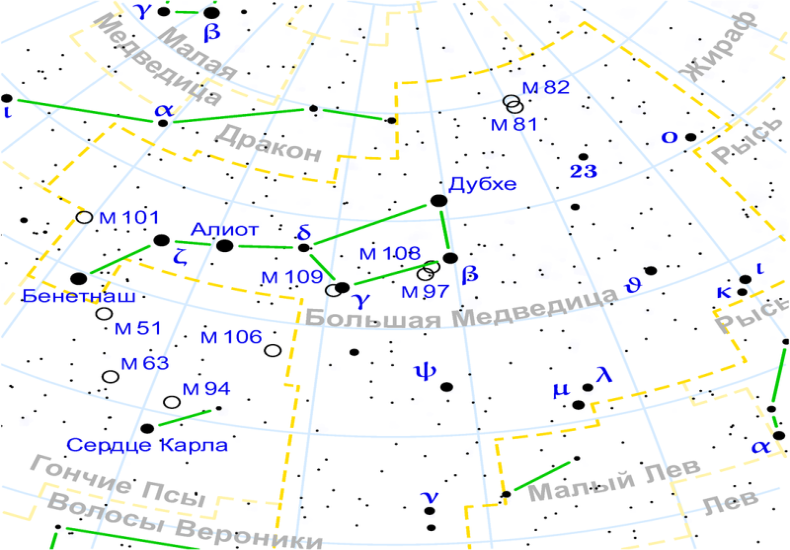 γ
β
Малая
Медведица
Жираф
ι
α
Дракон
М 82
М 81
ο
Рысь
23
Дубхе
М 101
Алиот
δ
ζ
М 108
β
М 109
γ
М 97
ϑ
ι
κ
Бенетнаш
Большая Медведица
Рысь
М 51
М 106
М 63
ψ
λ
μ
М 94
Сердце Карла
α
Гончие Псы
Малый Лев
ν
Лев
Волосы Вероники